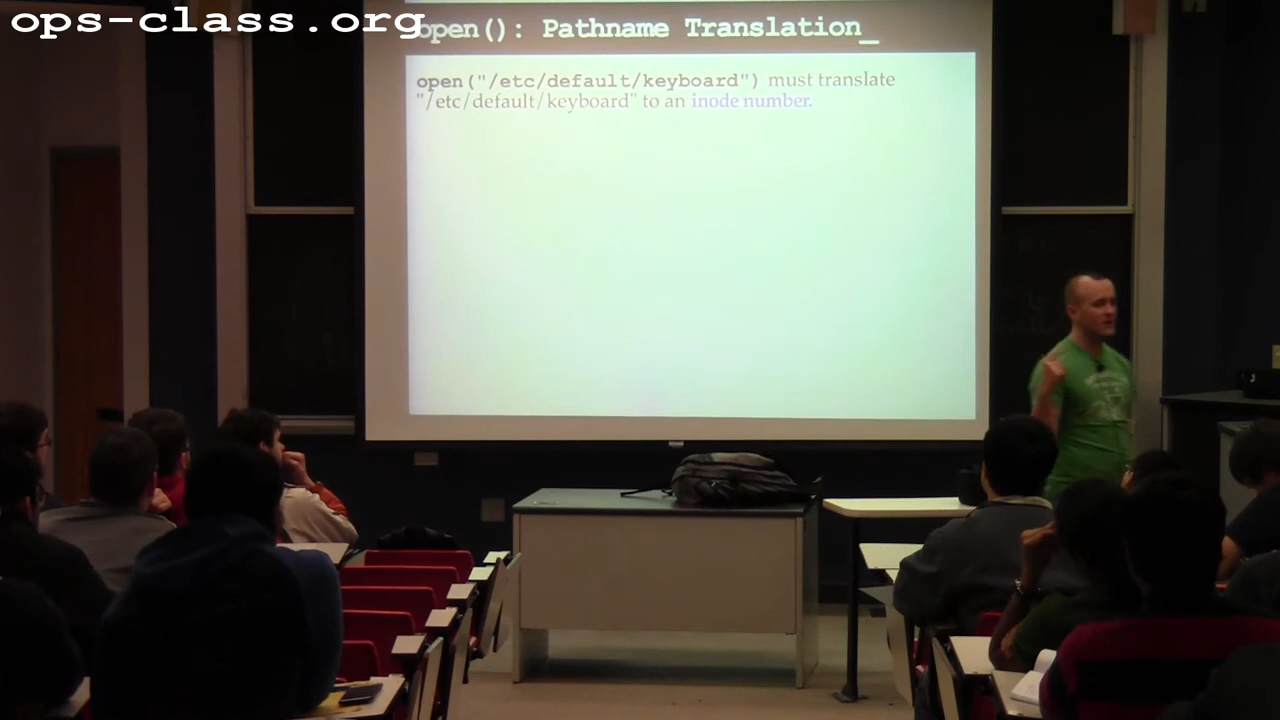 ops-class.org
open(): Pathname Translation_
open("/etc/default/keyboard") must translate
"/etc/default/keyboard" to an inode number.